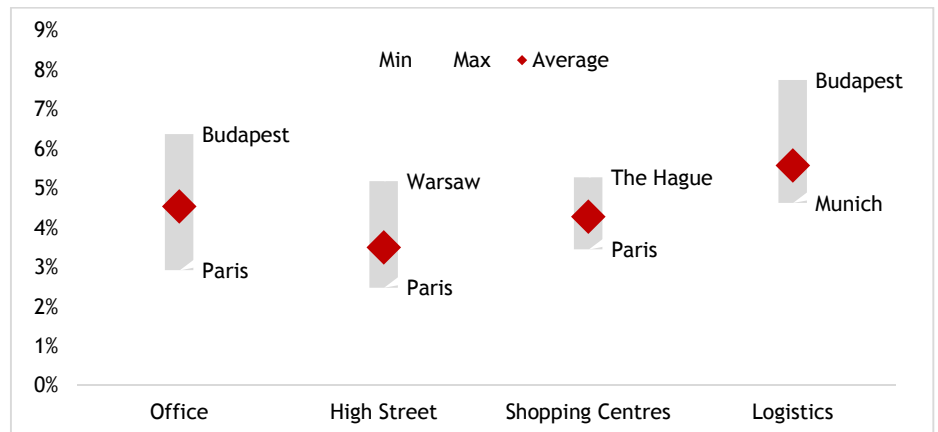 9%
8%
7%
6%
5%
4%
3%
2%
1%
0%
Min Max Average
Budapest
Paris
Warsaw
Paris
The Hague
Paris
Budapest
Munich
Office High Street Shopping Centres Logistics